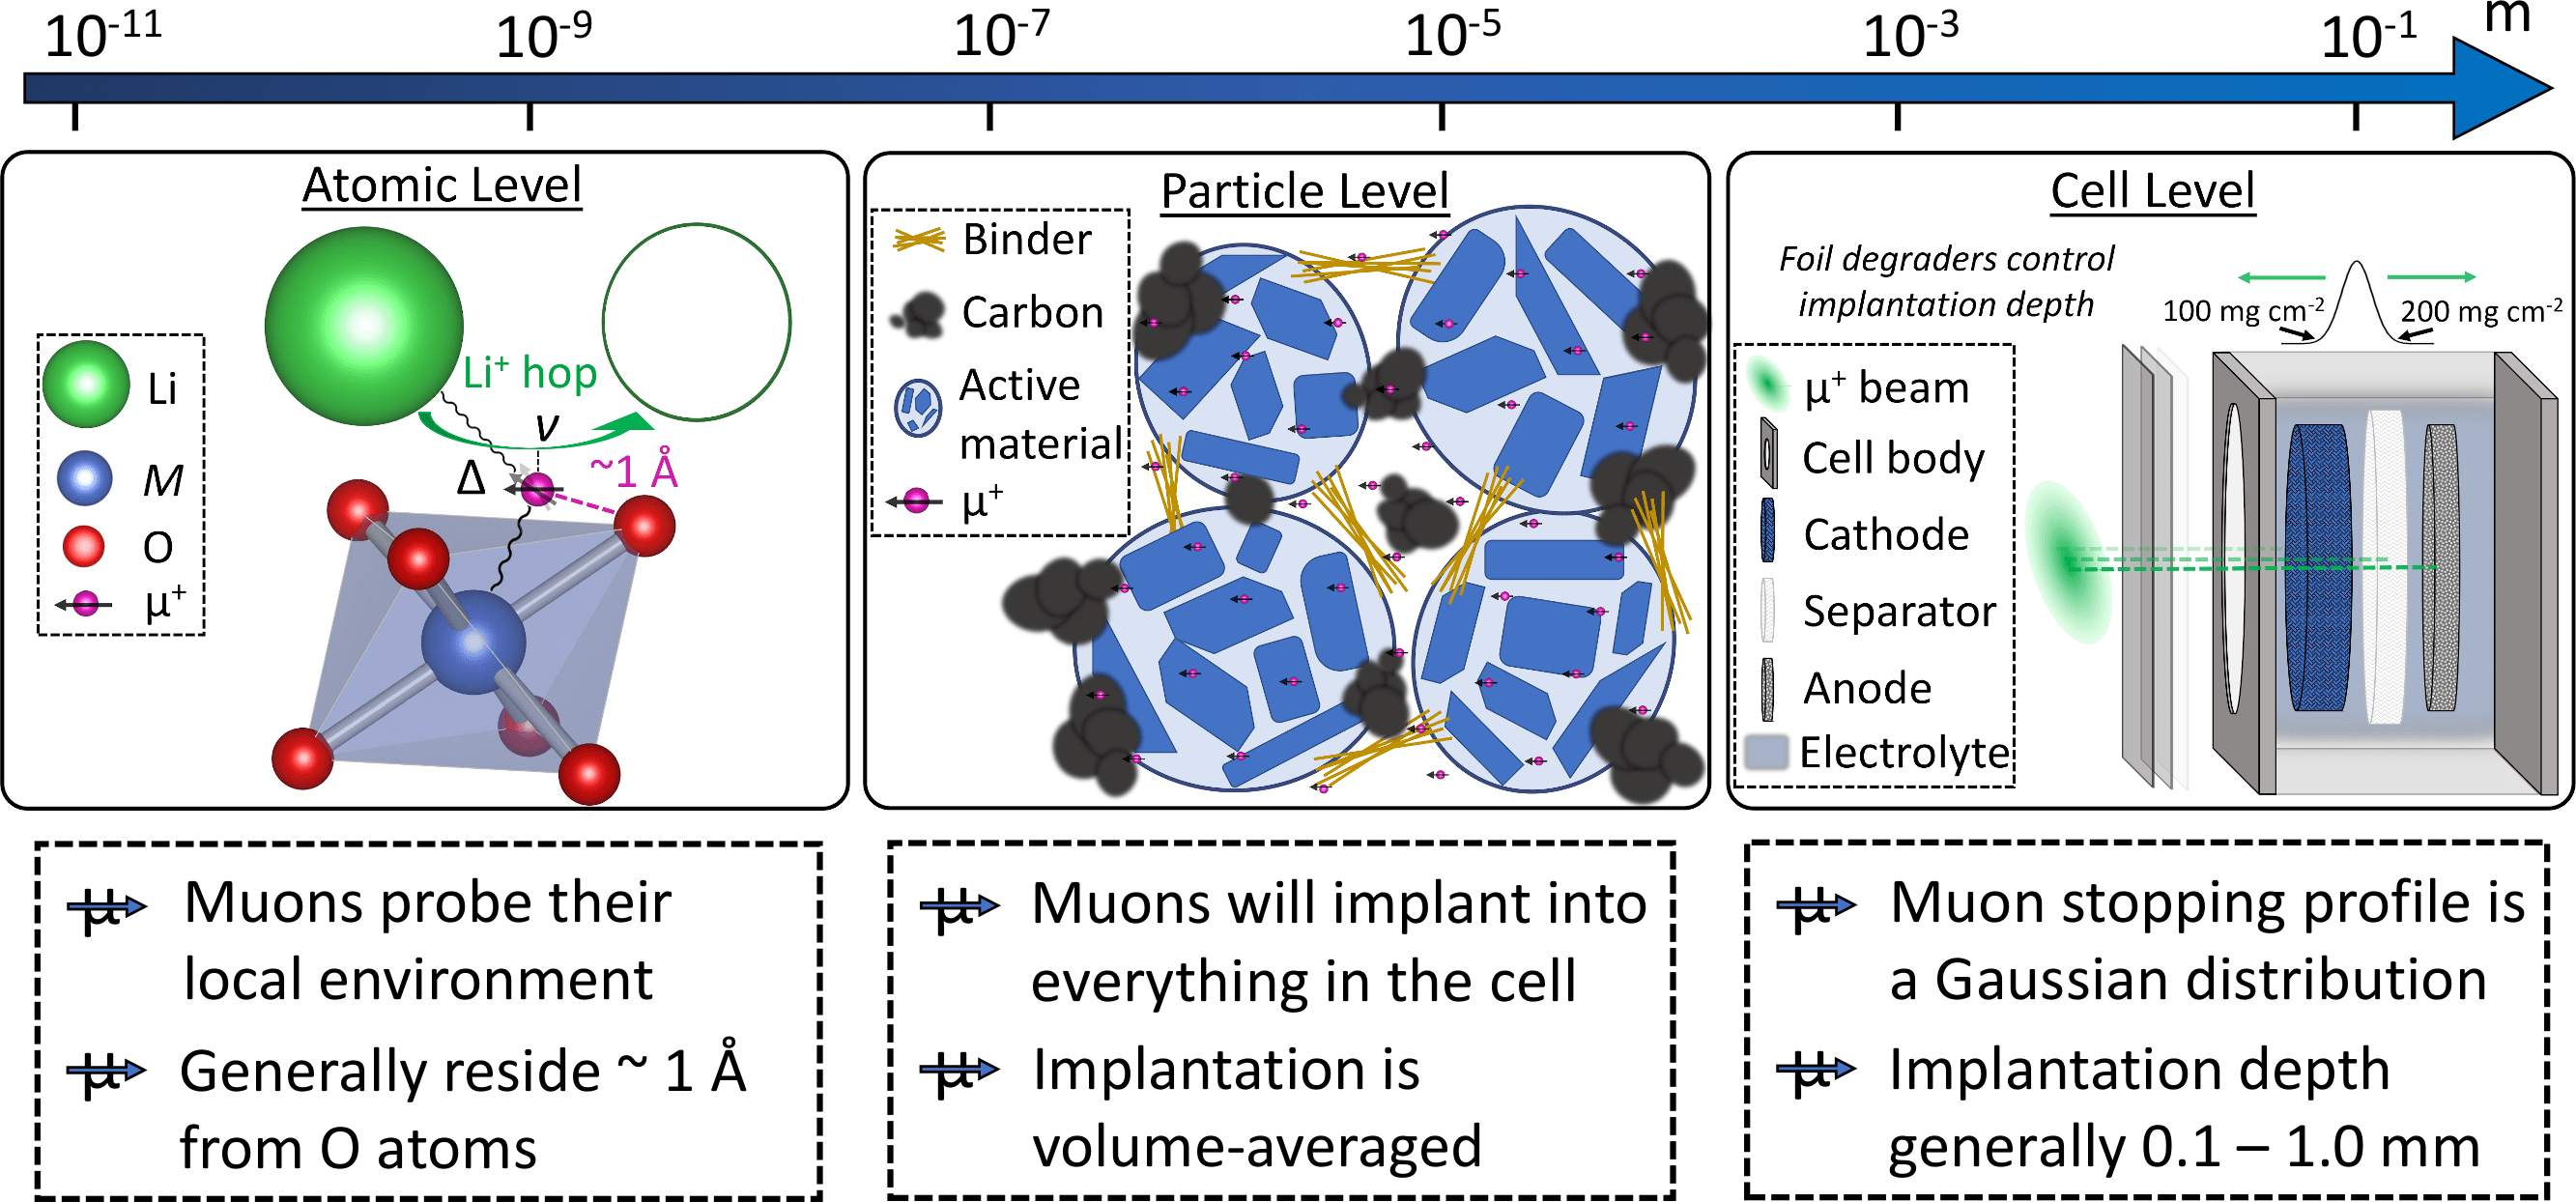 10⁻¹¹ 10⁻⁹ 10⁻⁷ 10⁻⁵ 10⁻³ 10⁻¹ m
Atomic Level
Li⁺ hop
ν
Δ
~1 Å
Li
M
O
μ⁺
Particle Level
Binder
Carbon
Active
material
μ⁺
Cell Level
Foil degraders control
implantation depth
100 mg cm⁻²
200 mg cm⁻²
μ⁺ beam
Cell body
Cathode
Separator
Anode
Electrolyte
μ Muons probe their
local environment
μ Generally reside ~ 1 Å
from O atoms
μ Muons will implant into
everything in the cell
μ Implantation is
volume-averaged
μ Muon stopping profile is
a Gaussian distribution
μ Implantation depth
generally 0.1 – 1.0 mm